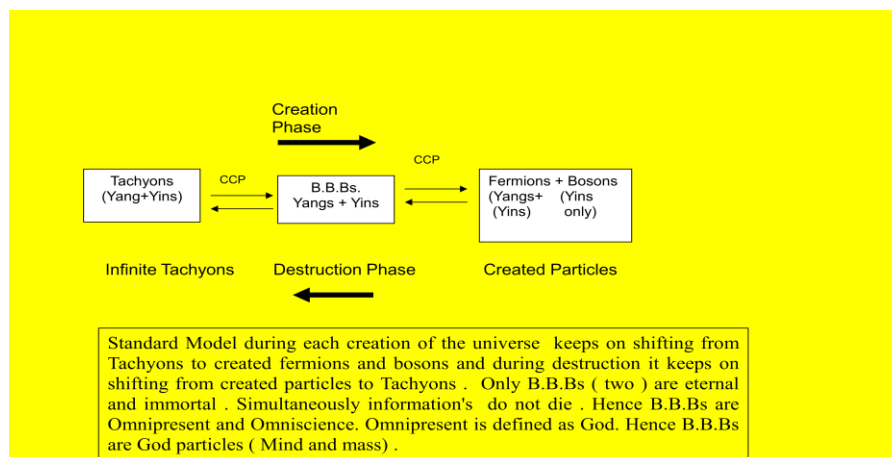 Creation
Phase
CCP
Tachyons
(Yang+Yins)
CCP
B.B.Bs.
Yangs + Yins
Fermions + Bosons
(Yangs+ (Yins
(Yins) only)
Infinite Tachyons
Destruction Phase
Created Particles
Standard Model during each creation of the universe keeps on shifting from
Tachyons to created fermions and bosons and during destruction it keeps on
shifting from created particles to Tachyons . Only B.B.Bs ( two ) are eternal
and immortal . Simultaneously information's do not die . Hence B.B.Bs are
Omnipresent and Omniscience. Omnipresent is defined as God. Hence B.B.Bs
are God particles ( Mind and mass) .